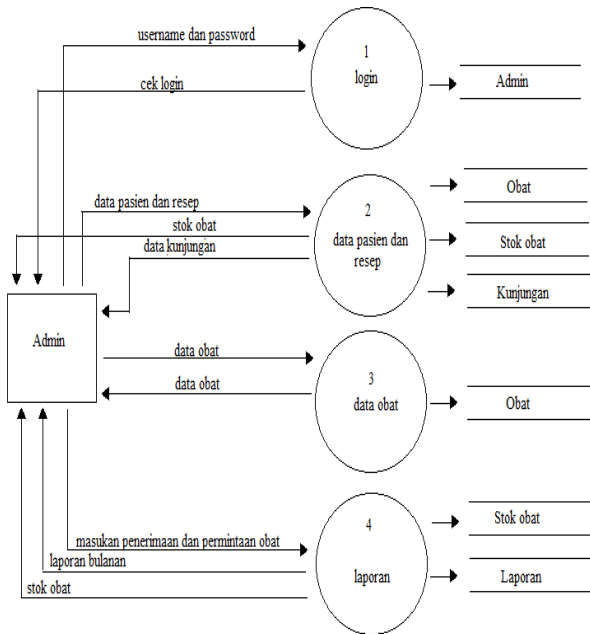 username dan password
1
login
cek login
Admin
data pasien dan resep
stok obat
data kunjungan
2
data pasien dan
resep
Obat
Stok obat
Kunjungan
Admin
data obat
data obat
3
data obat
Obat
masukan penerimaan dan permintaan obat
laporan bulanan
stok obat
4
laporan
Stok obat
Laporan